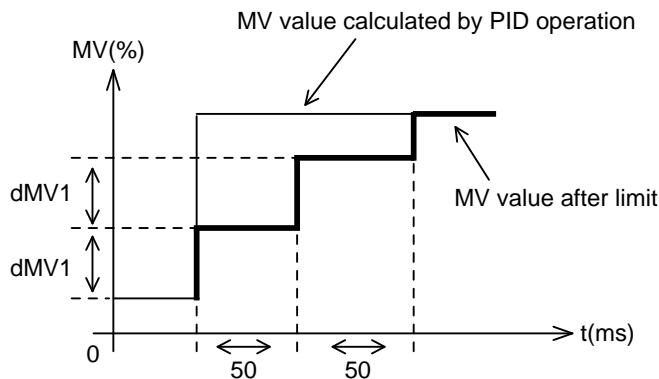 MV value calculated by PID operation
MV(%)
dMV1
MV value after limit
dMV1
t(ms)
0
50
50